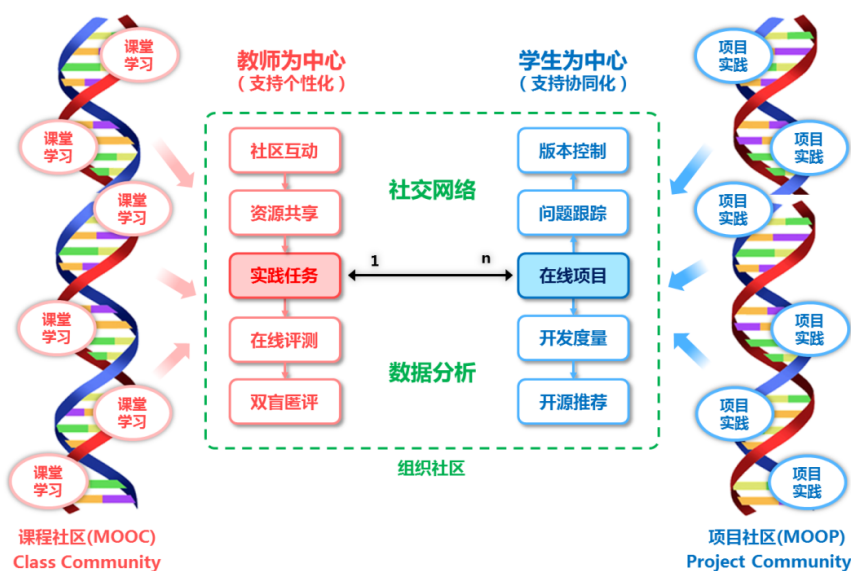 教师为中心
（支持个性化）
学生为中心
（支持协同化）
课堂
学习
课堂
学习
课堂
学习
课堂
学习
课堂
学习
课堂
学习
社区互动
资源共享
实践任务
在线评测
双盲匿评
社交网络
1
n
数据分析
组织社区
版本控制
问题跟踪
在线项目
开发度量
开源推荐
项目
实践
项目
实践
项目
实践
项目
实践
项目
实践
项目
实践
课程社区(MOOC)
Class Community
项目社区(MOOP)
Project Community